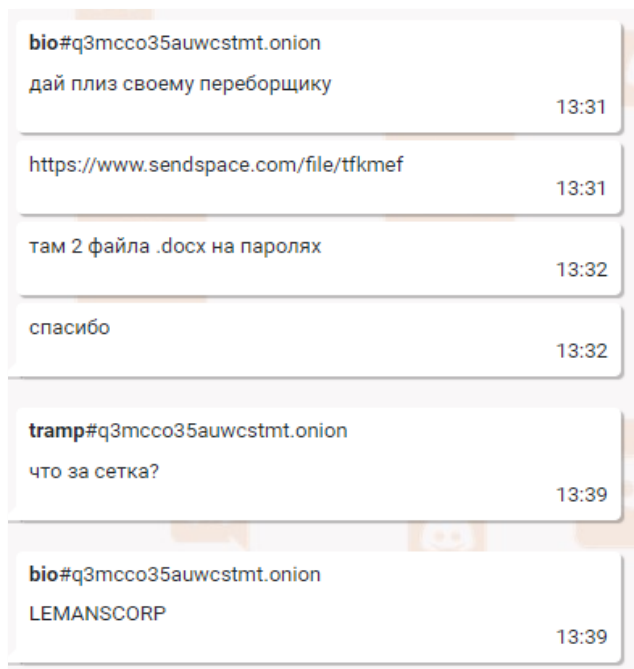 bio#q3mcco35auwcstmt.onion
дай плиз своему переборщику
13:31
https://www.sendspace.com/file/tfkmef
13:31
там 2 файла .docx на паролях
13:32
спасибо
13:32
tramp#q3mcco35auwcstmt.onion
что за сетка?
13:39
bio#q3mcco35auwcstmt.onion
LEMANSCORP
13:39